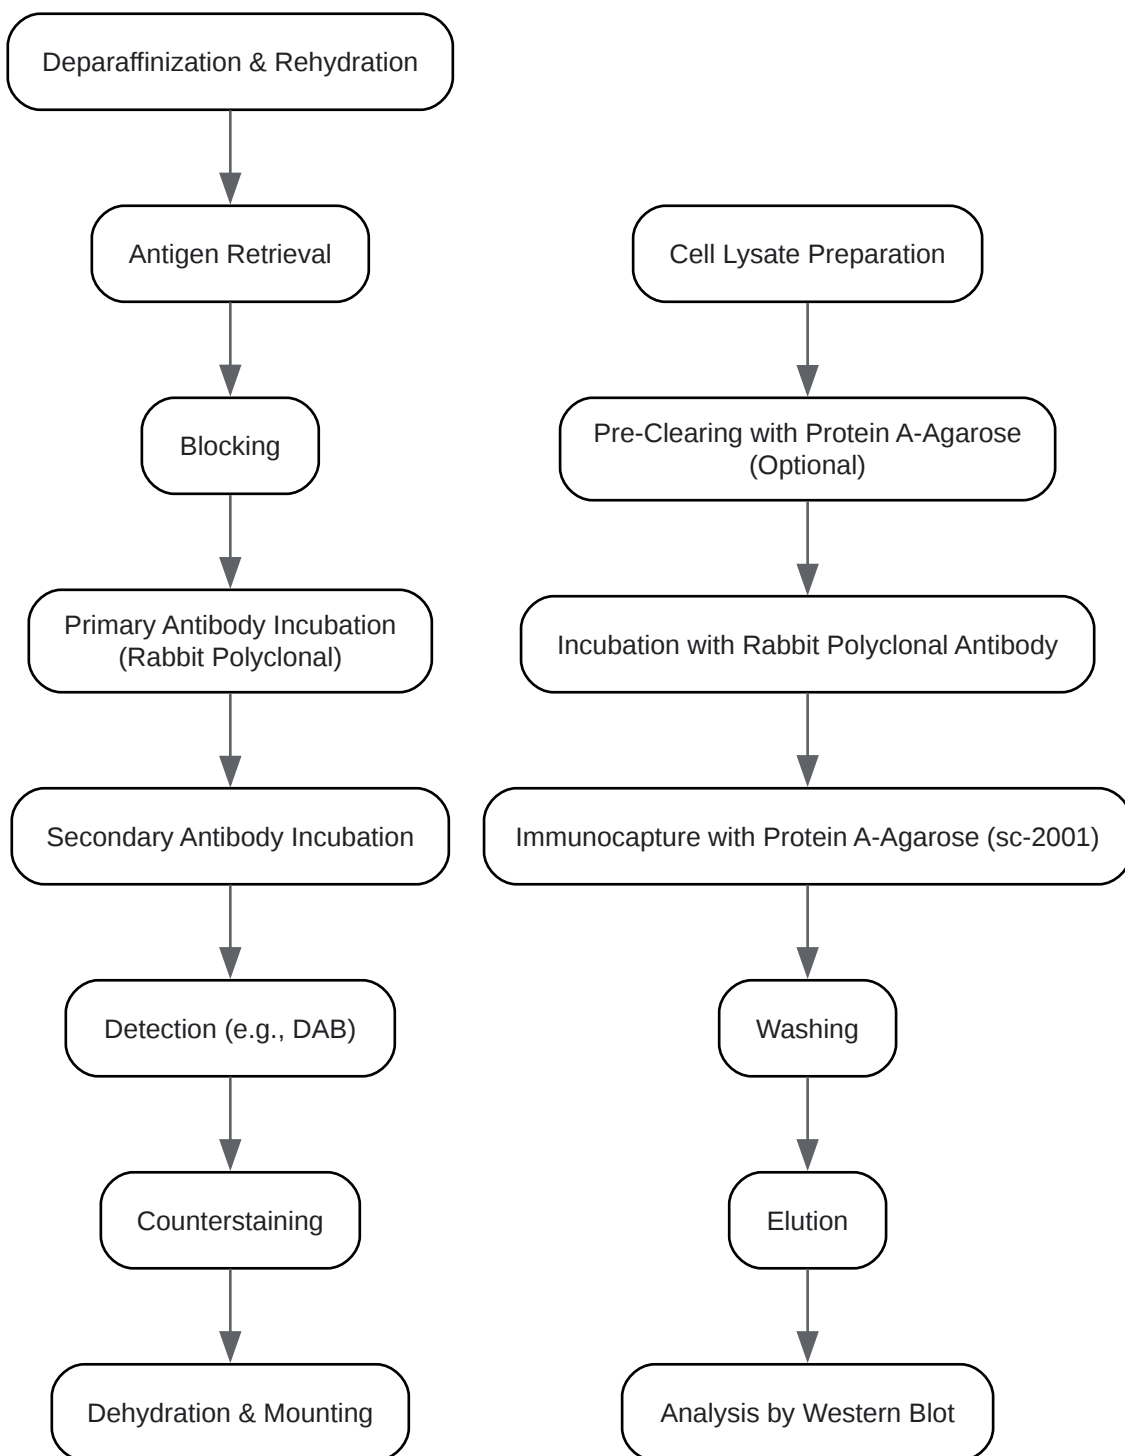 Deparaffinization & Rehydration
Antigen Retrieval
Blocking
Primary Antibody Incubation
(Rabbit Polyclonal)
Secondary Antibody Incubation
Detection (e.g., DAB)
Counterstaining
Dehydration & Mounting
Cell Lysate Preparation
Pre-Clearing with Protein A-Agarose
(Optional)
Incubation with Rabbit Polyclonal Antibody
Immunocapture with Protein A-Agarose (sc-2001)
Washing
Elution
Analysis by Western Blot